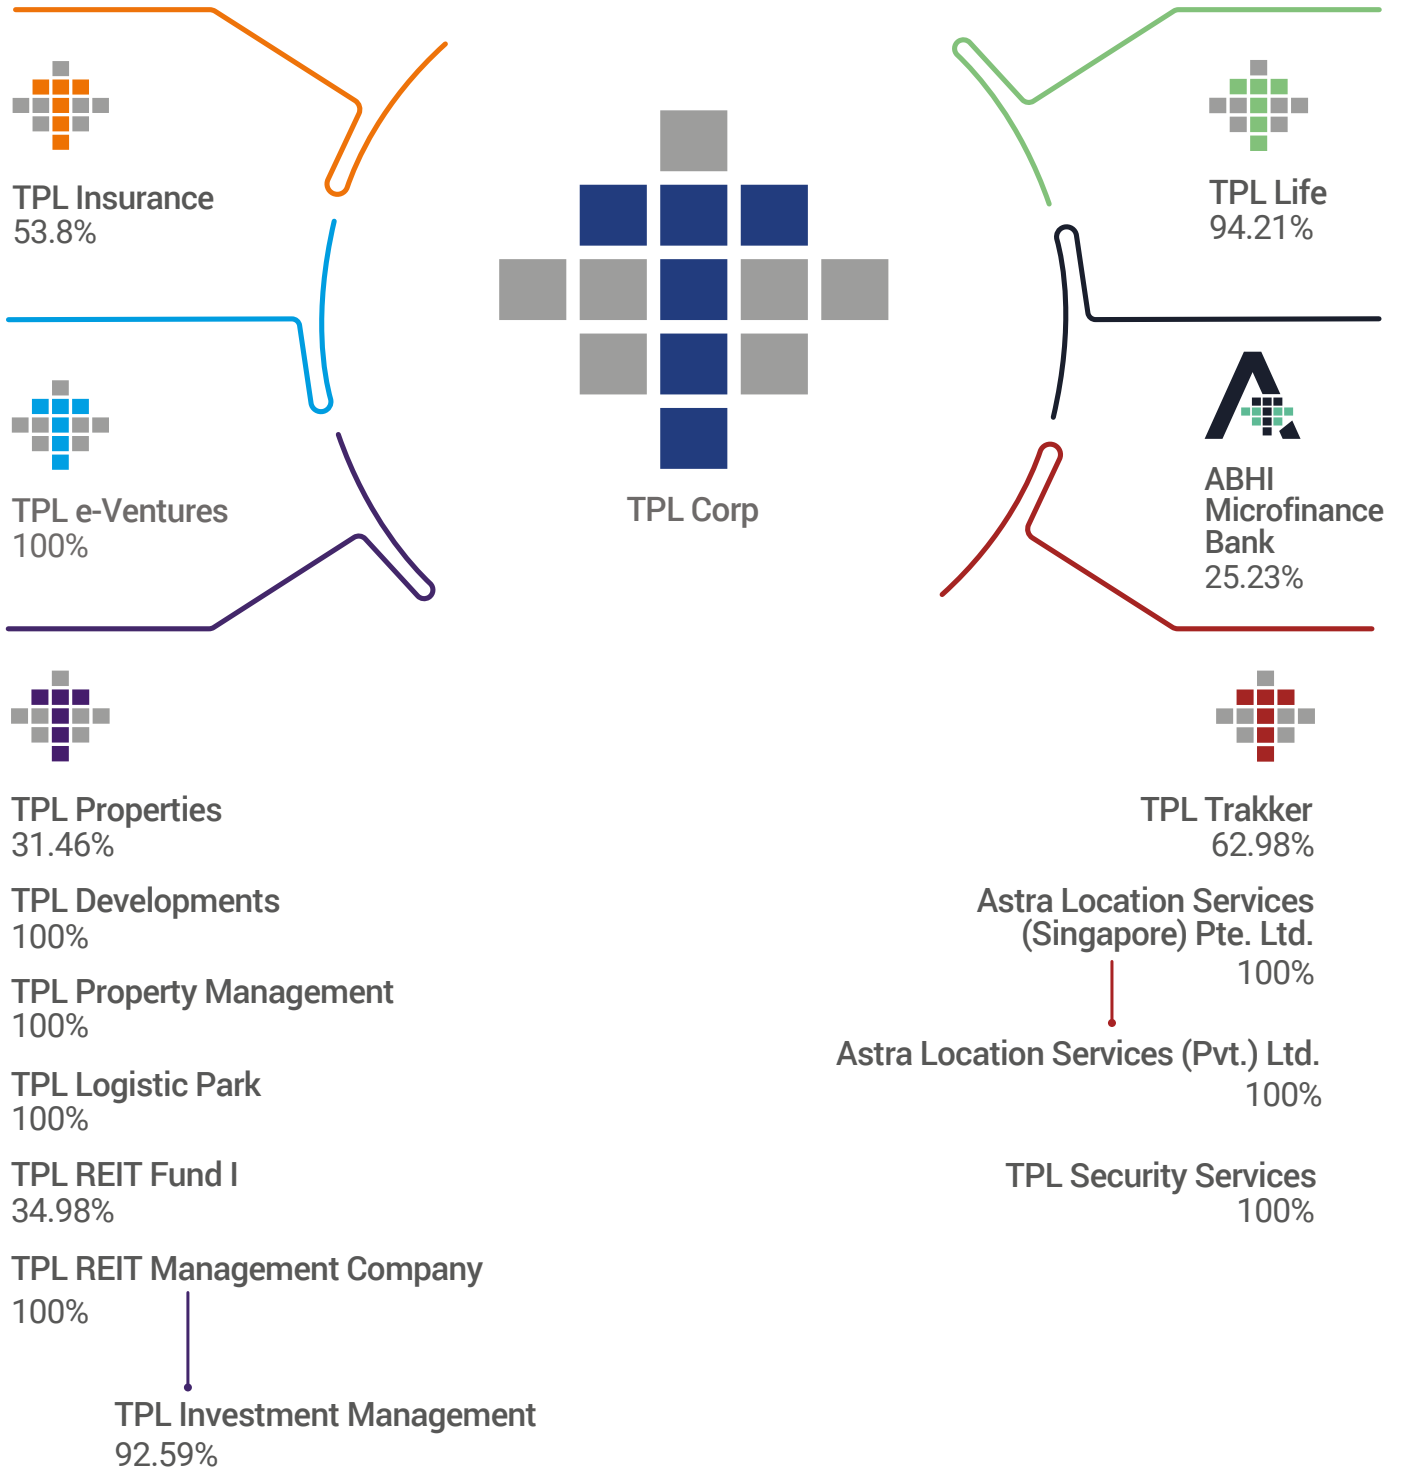 TPL Insurance
53.8%
TPL e-Ventures
100%
TPL Corp
TPL Life
94.21%
ABHI
Microfinance
Bank
25.23%
TPL Properties
31.46%
TPL Developments
100%
TPL Property Management
100%
TPL Logistic Park
100%
TPL REIT Fund I
34.98%
TPL REIT Management Company
100%
TPL Investment Management
92.59%
TPL Trakker
62.98%
Astra Location Services
(Singapore) Pte. Ltd.
100%
Astra Location Services (Pvt.) Ltd.
100%
TPL Security Services
100%